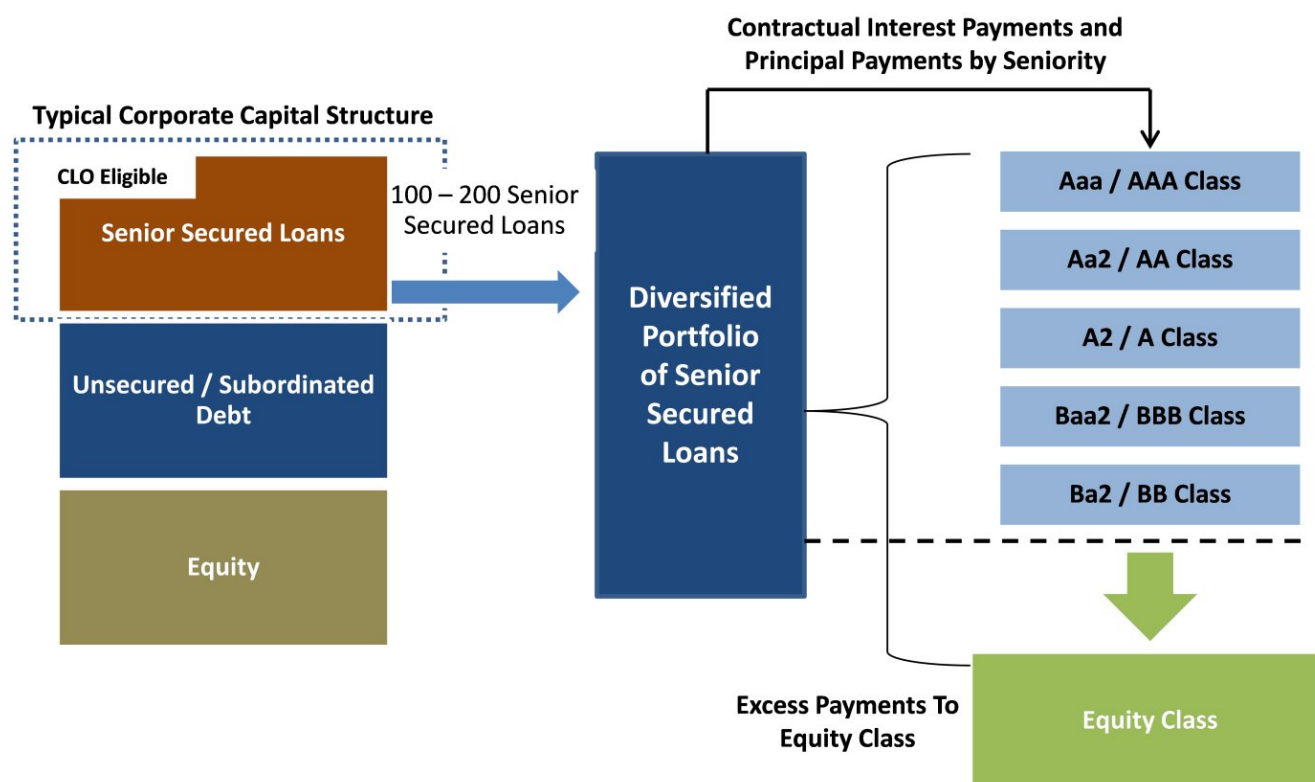 Contractual Interest Payments and
Principal Payments by Seniority
Typical Corporate Capital Structure
CLO Eligible
Senior Secured Loans
100 – 200 Senior
Secured Loans
Unsecured / Subordinated
Debt
Equity
Diversified
Portfolio
of Senior
Secured
Loans
Aaa / AAA Class
Aa2 / AA Class
A2 / A Class
Baa2 / BBB Class
Ba2 / BB Class
Excess Payments To
Equity Class
Equity Class